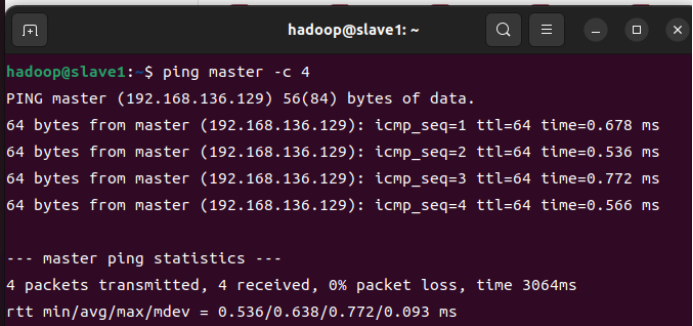 hadoop@slave1: ~
hadoop@slave1:~$ ping master -c 4
PING master (192.168.136.129) 56(84) bytes of data.
64 bytes from master (192.168.136.129): icmp_seq=1 ttl=64 time=0.678 ms
64 bytes from master (192.168.136.129): icmp_seq=2 ttl=64 time=0.536 ms
64 bytes from master (192.168.136.129): icmp_seq=3 ttl=64 time=0.772 ms
64 bytes from master (192.168.136.129): icmp_seq=4 ttl=64 time=0.566 ms
--- master ping statistics ---
4 packets transmitted, 4 received, 0% packet loss, time 3064ms
rtt min/avg/max/mdev = 0.536/0.638/0.772/0.093 ms